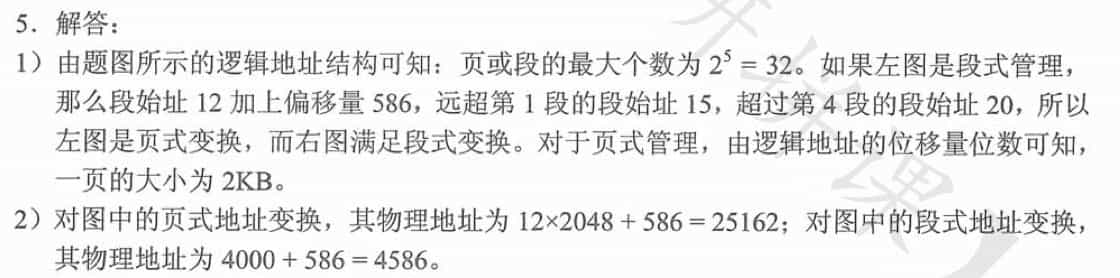 5．解答：
1）由题图所示的逻辑地址结构可知：页或段的最大个数为 2⁵ = 32。如果左图是段式管理，
那么段始址 12 加上偏移量 586，远超第 1 段的段始址 15，超过第 4 段的段始址 20，所以
左图是页式变换，而右图满足段式变换。对于页式管理，由逻辑地址的位移量位数可知，
一页的大小为 2KB。
2）对图中的页式地址变换，其物理地址为 12×2048 + 586 = 25162；对图中的段式地址变换，
其物理地址为 4000 + 586 = 4586。